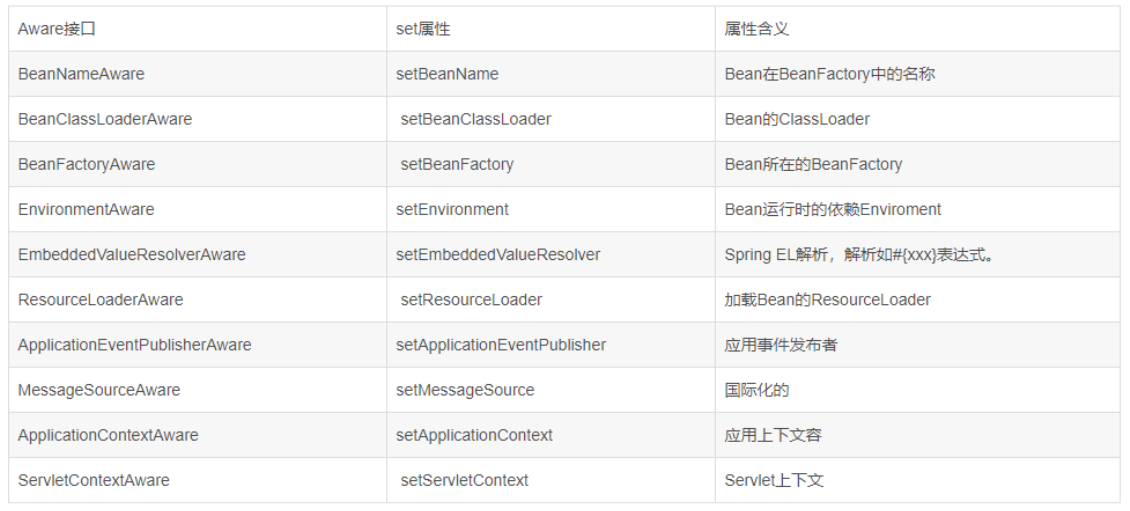 Aware接口 set属性 属性含义
BeanNameAware setBeanName Bean在BeanFactory中的名称
BeanClassLoaderAware setBeanClassLoader Bean的ClassLoader
BeanFactoryAware setBeanFactory Bean所在的BeanFactory
EnvironmentAware setEnvironment Bean运行时的依赖Enviroment
EmbeddedValueResolverAware setEmbeddedValueResolver Spring EL解析，解析如#{xxx}表达式。
ResourceLoaderAware setResourceLoader 加载Bean的ResourceLoader
ApplicationEventPublisherAware setApplicationEventPublisher 应用事件发布者
MessageSourceAware setMessageSource 国际化的
ApplicationContextAware setApplicationContext 应用上下文容
ServletContextAware setServletContext Servlet上下文